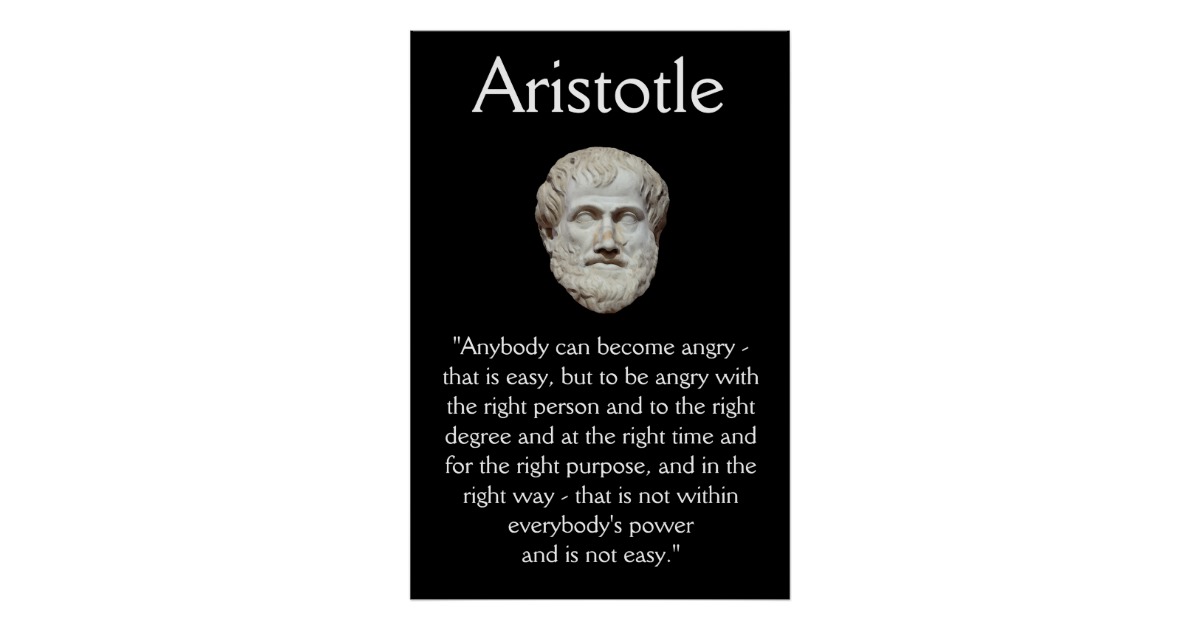 Aristotle
"Anybody can become angry -
that is easy, but to be angry with
the right person and to the right
degree and at the right time and
for the right purpose, and in the
right way - that is not within
everybody's power
and is not easy."